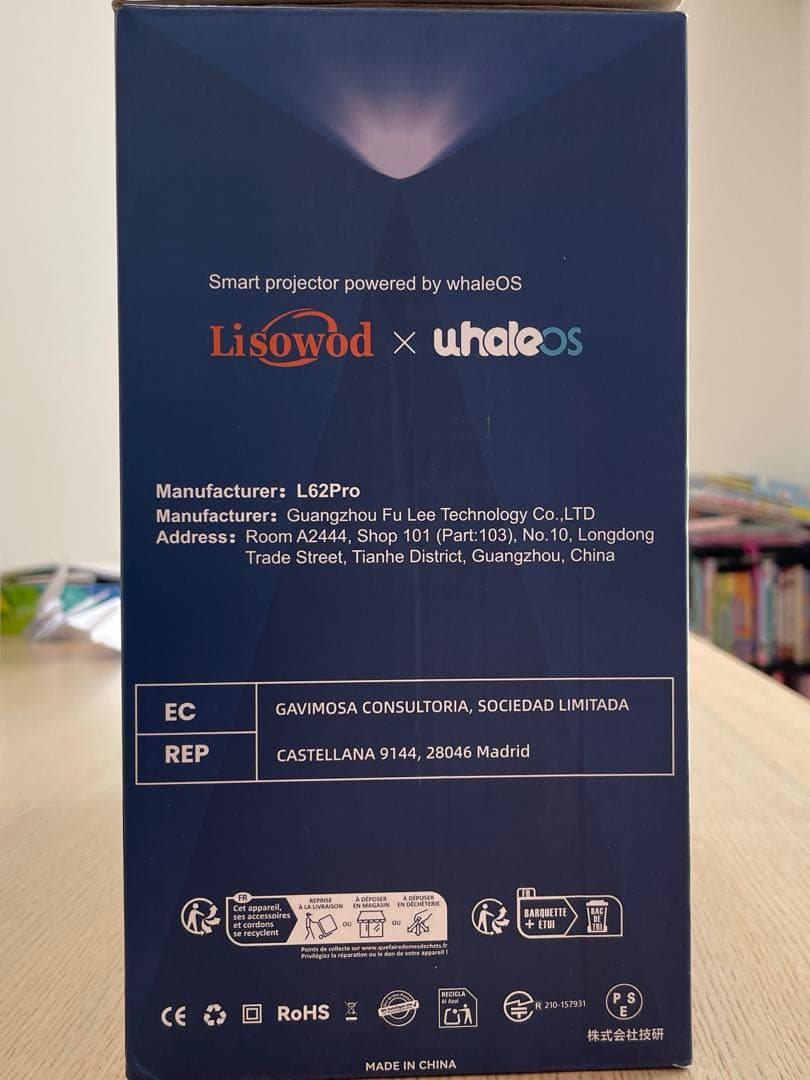 Smart projector powered by whaleOS
Lisowod × whaleOS
Manufacturer: L62Pro
Manufacturer: Guangzhou Fu Lee Technology Co.,LTD
Address: Room A2444, Shop 101 (Part:103), No.10, Longdong
Trade Street, Tianhe District, Guangzhou, China
EC
GAVIMOSA CONSULTORIA, SOCIEDAD LIMITADA
REP
CASTELLANA 9144, 28046 Madrid
FR
Cet appareil,
ses accessoires
et cordons
se recyclent
REPRISE
À LA LIVRAISON
OU
À DÉPOSER
EN MAGASIN
OU
À DÉPOSER
EN DÉCHÈTERIE
Points de collecte sur www.quefairedemesdechets.fr
Privilégiez la réparation ou le don de votre appareil !
FR
BARQUETTE
+ ÉTUI
BAC
DE
TRI
CE
RoHS
RECICLA
Al Azul
R 210-157931
P S
E
株式会社技研
MADE IN CHINA